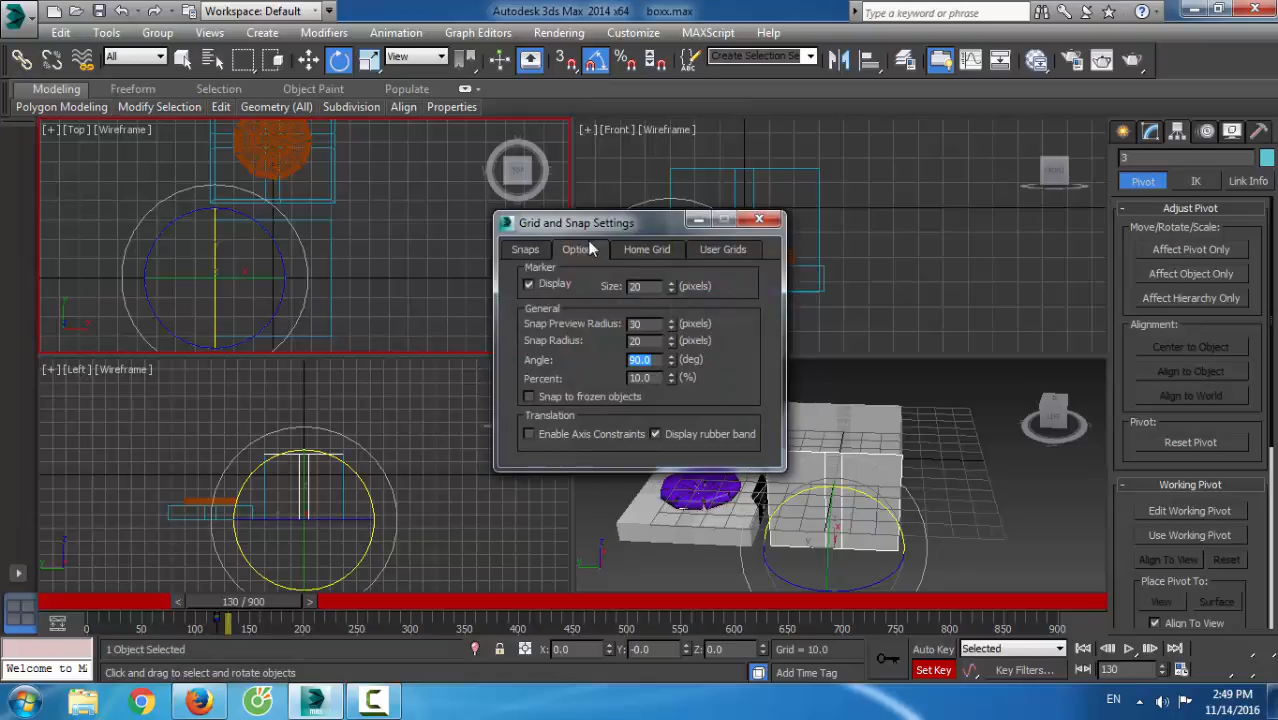 Workspace: Default
Autodesk 3ds Max 2014 x64 boxx.max
Type a keyword or phrase
Edit Tools Group Views Create Modifiers Animation Graph Editors Rendering Customize MAXScript Help
All View 3 Create Selection Se
Modeling Freeform Selection Object Paint Populate
Polygon Modeling Modify Selection Edit Geometry (All) Subdivision Align Properties
[+] [Top] [Wireframe]
TOP
[+] [Front] [Wireframe]
FRONT
3
Pivot IK Link Info
Adjust Pivot
Move/Rotate/Scale:
Affect Pivot Only
Affect Object Only
Affect Hierarchy Only
Alignment:
Center to Object
Align to Object
Align to World
Reset Pivot
Working Pivot
Edit Working Pivot
Use Working Pivot
Align To View Reset
Place Pivot To:
View Surface
Align To View
Grid and Snap Settings
Snaps Options Home Grid User Grids
Marker
Display Size: 20 (pixels)
General
Snap Preview Radius: 30 (pixels)
Snap Radius: 20 (pixels)
Angle: 90.0 (deg)
Percent: 10.0 (%)
Snap to frozen objects
Translation
Enable Axis Constraints Display rubber band
[+] [Left] [Wireframe]
130 / 900
0 50 100 150 200 250 300 350 400 450 500 550 600 650 700 750 800 850 900
1 Object Selected X: 0.0 Y: -0.0 Z: 0.0 Grid = 10.0 Auto Key Selected
Welcome to M Click and drag to select and rotate objects Add Time Tag Set Key Key Filters... 130
EN 2:49 PM
11/14/2016